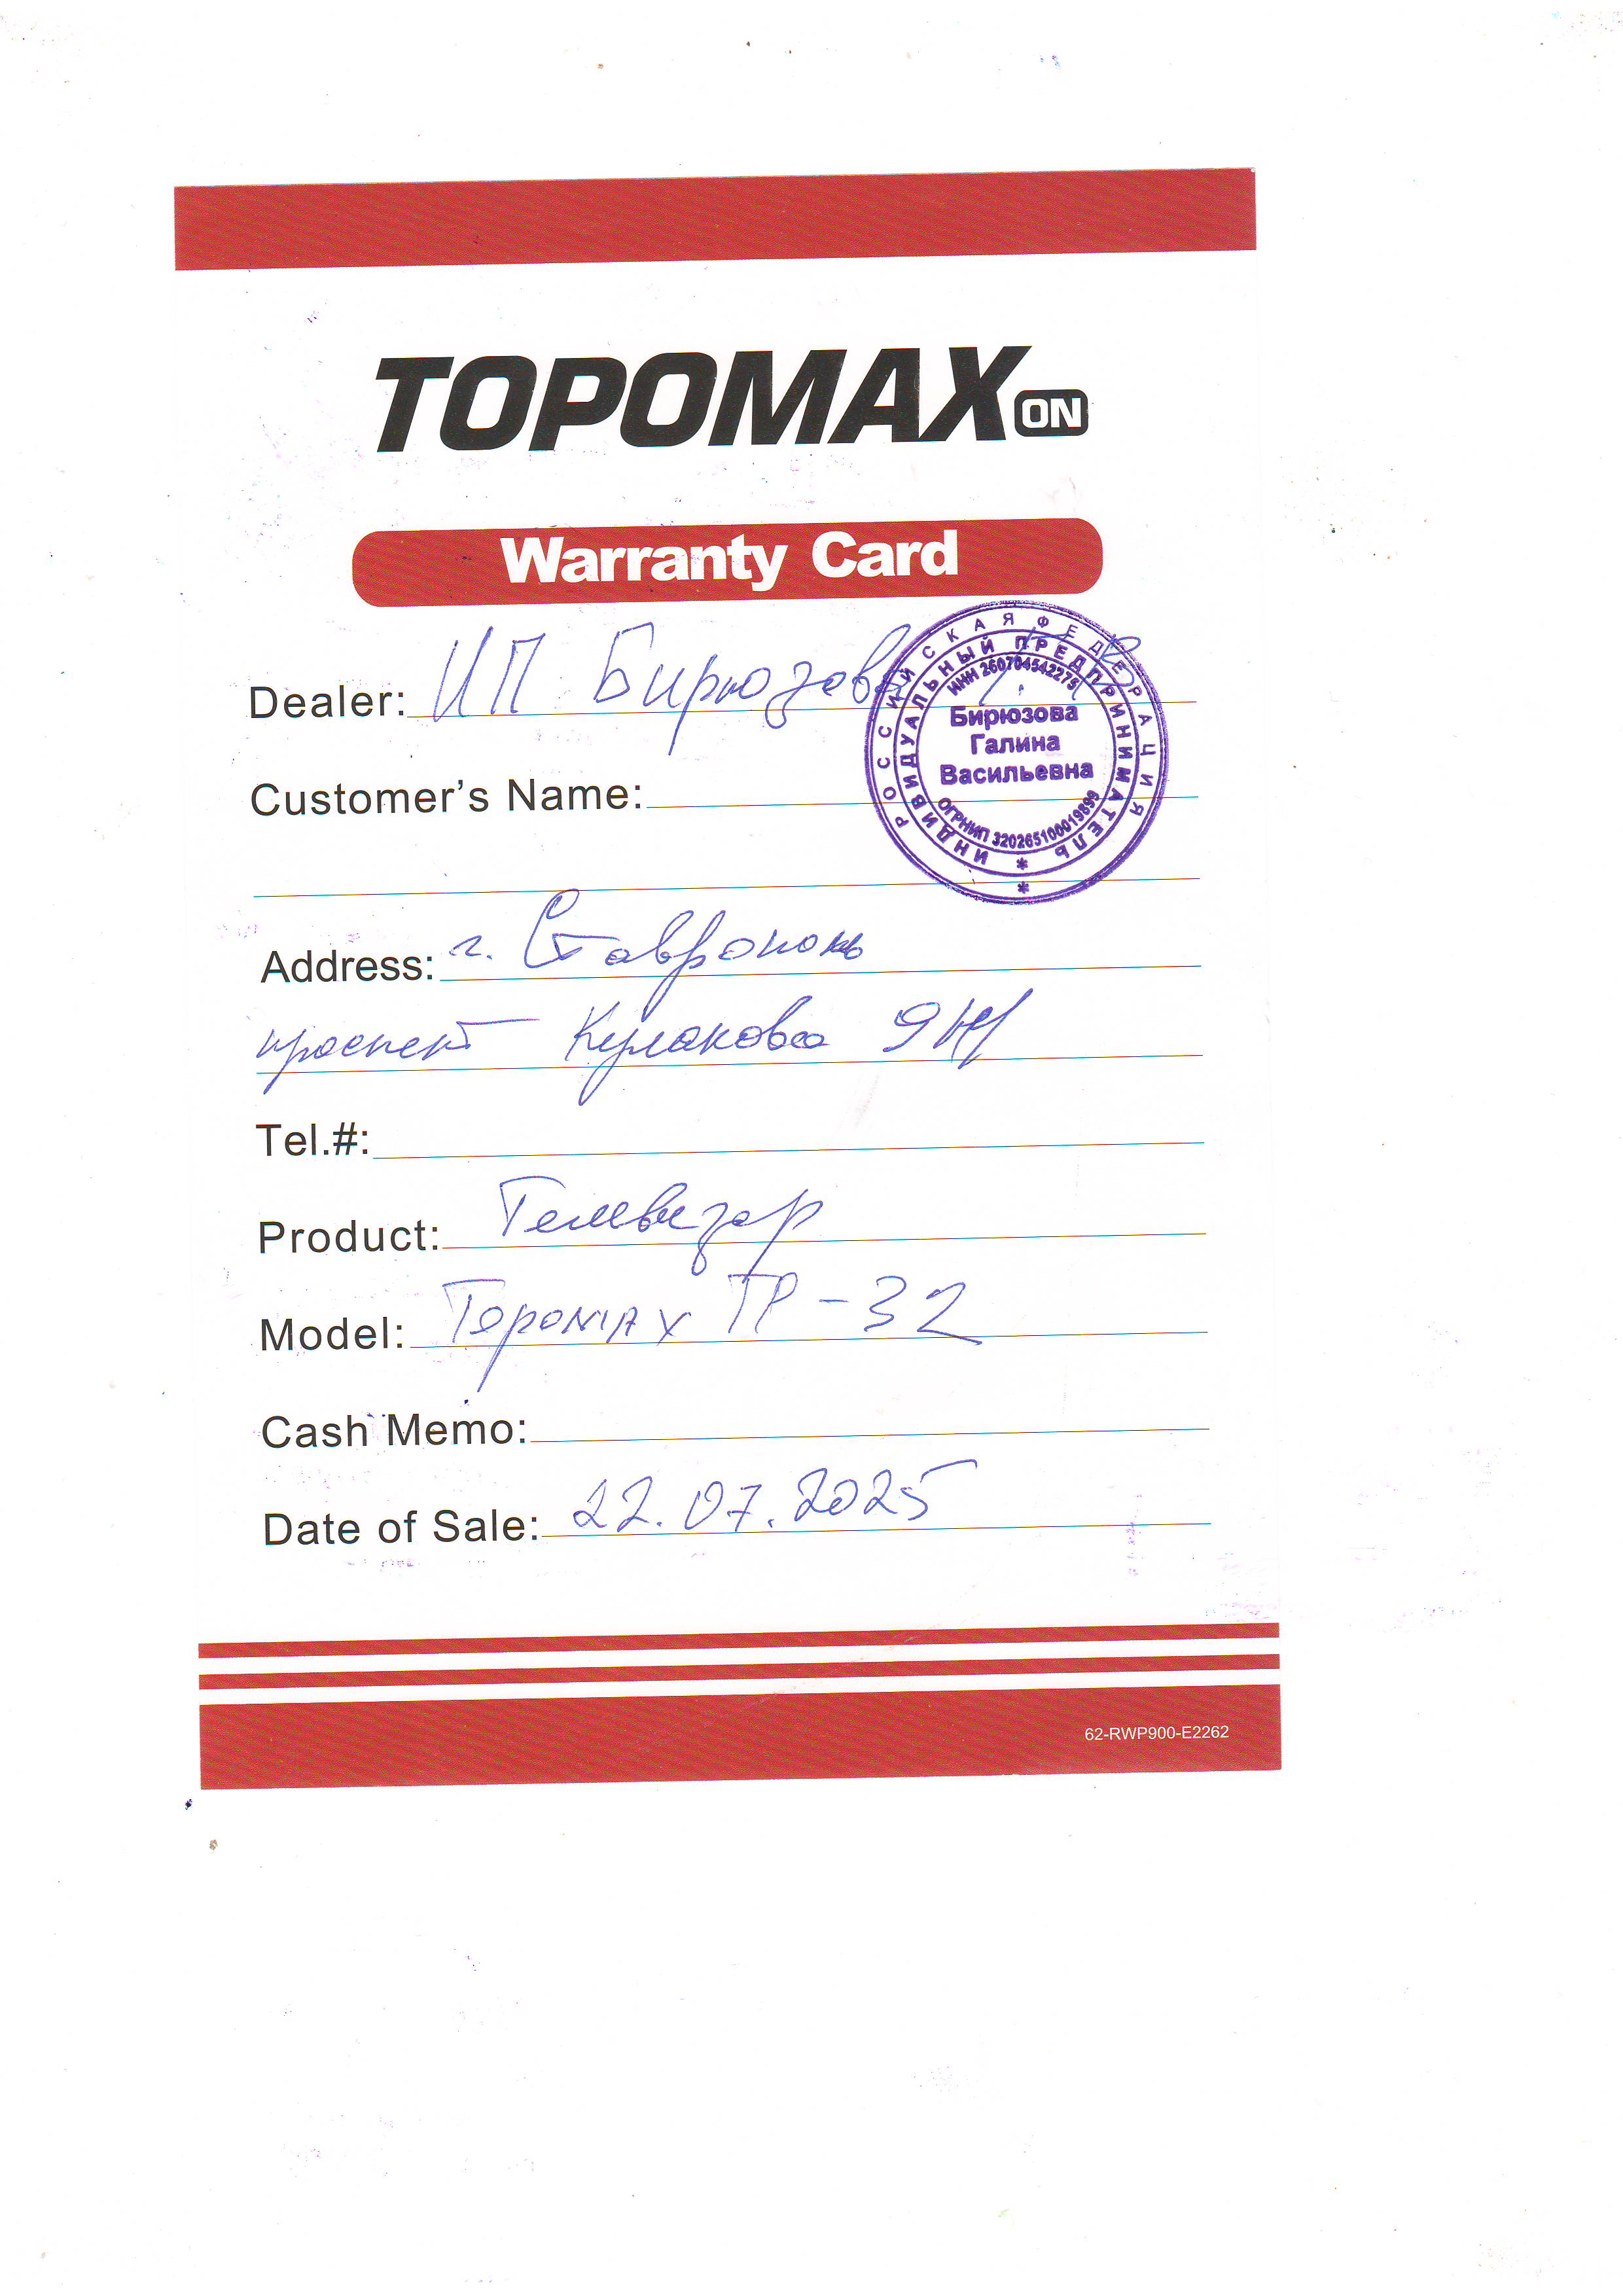 TOPOMAX ON
Warranty Card
Dealer: ИП Бирюзова Г.В
РОССИЙСКАЯ ФЕДЕРАЦИЯ
ИНДИВИДУАЛЬНЫЙ ПРЕДПРИНИМАТЕЛЬ
ИНН 260704542275
Бирюзова
Галина
Васильевна
ОГРНИП 320265100019899
Customer's Name:
Address: г. Ставрополь
проспект Кулакова
Tel.#:
Product: Телевизор
Model: Topomax TP-32
Cash Memo:
Date of Sale: 22.07.2025
62-RWP900-E2262